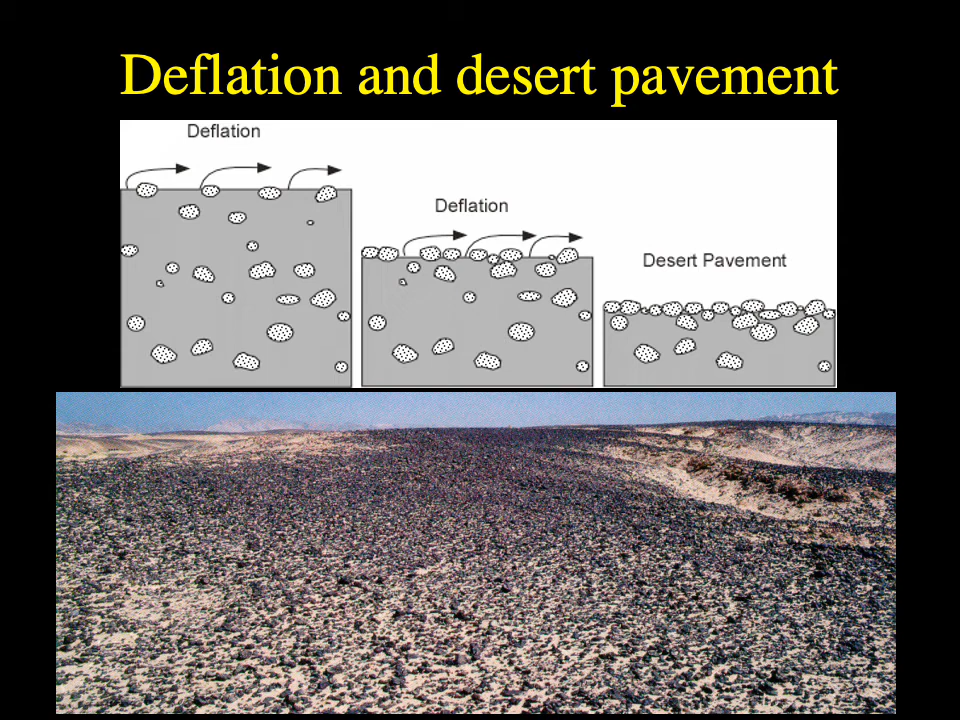 Deflation and desert pavement
Deflation
Deflation
Desert Pavement